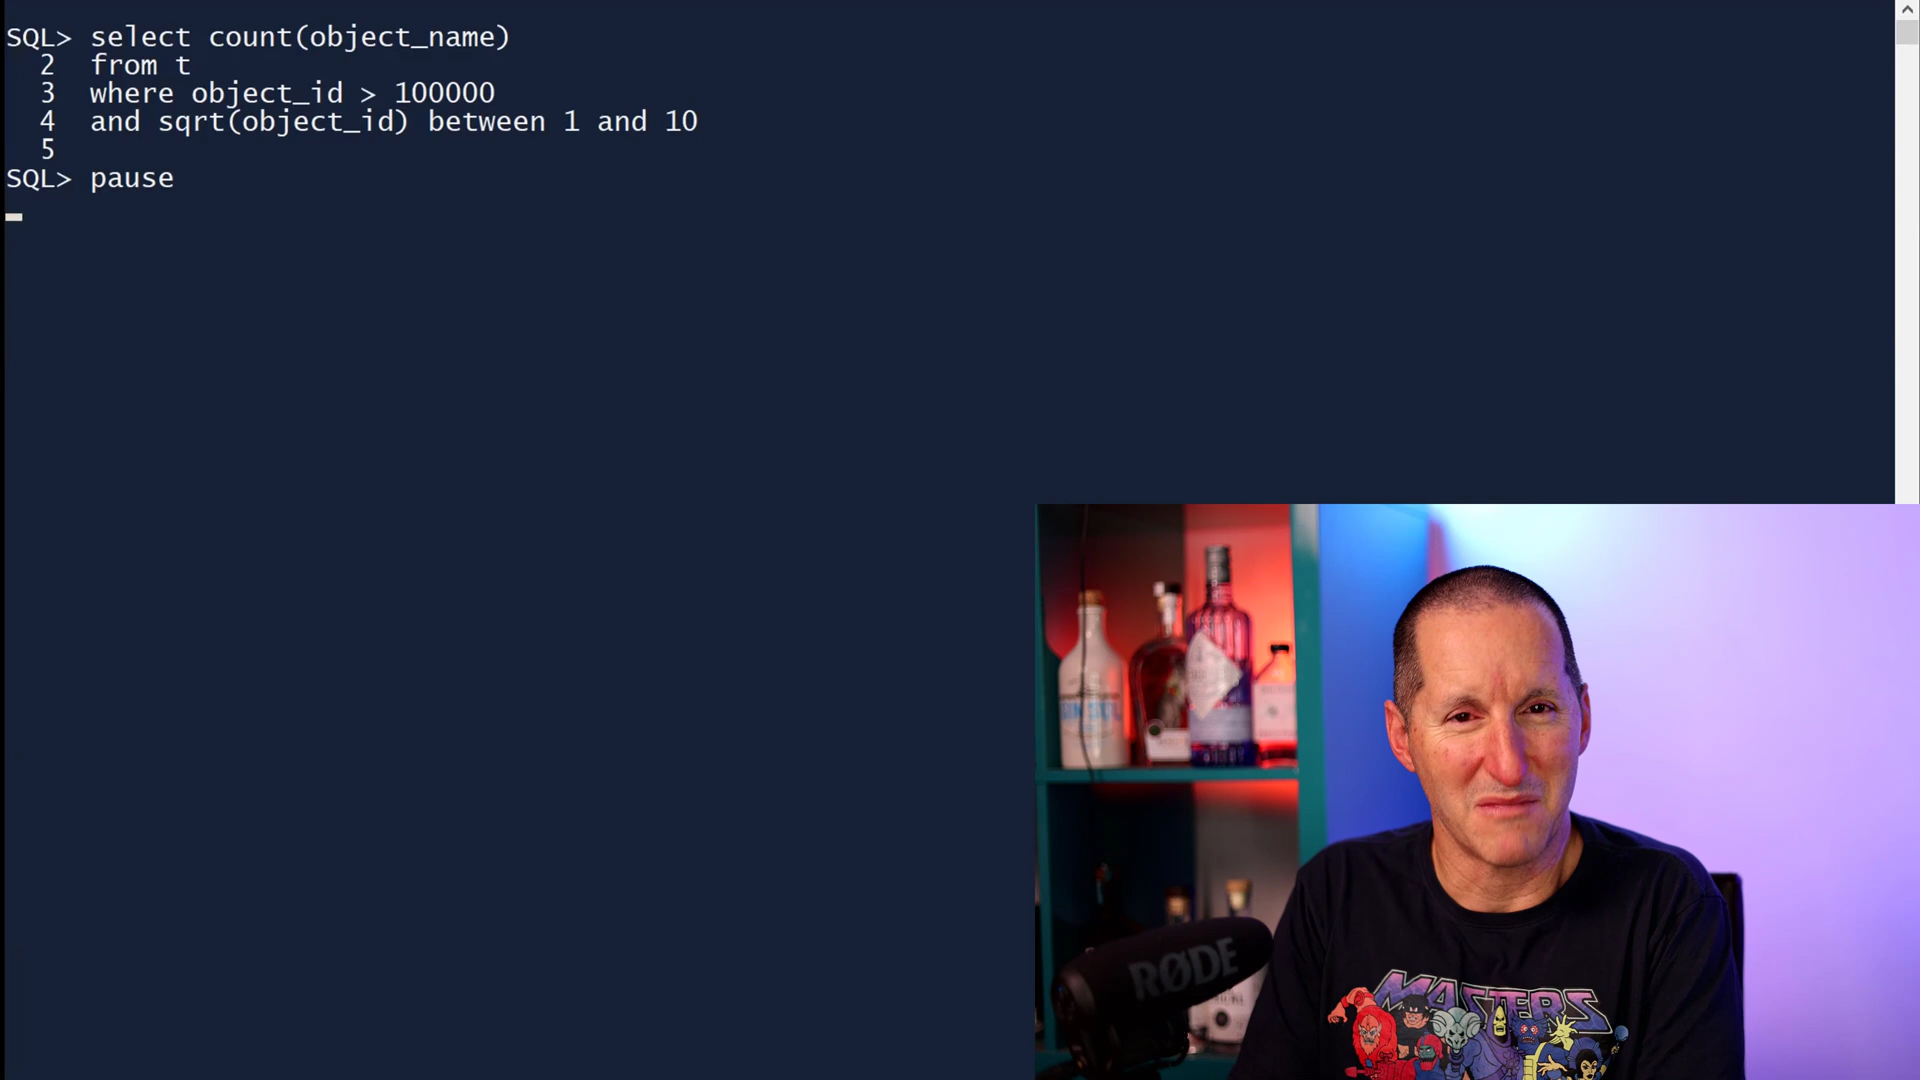 SQL> select count(object_name)
2 from t
3 where object_id > 100000
4 and sqrt(object_id) between 1 and 10
5
SQL> pause
RØDE
MASTERS